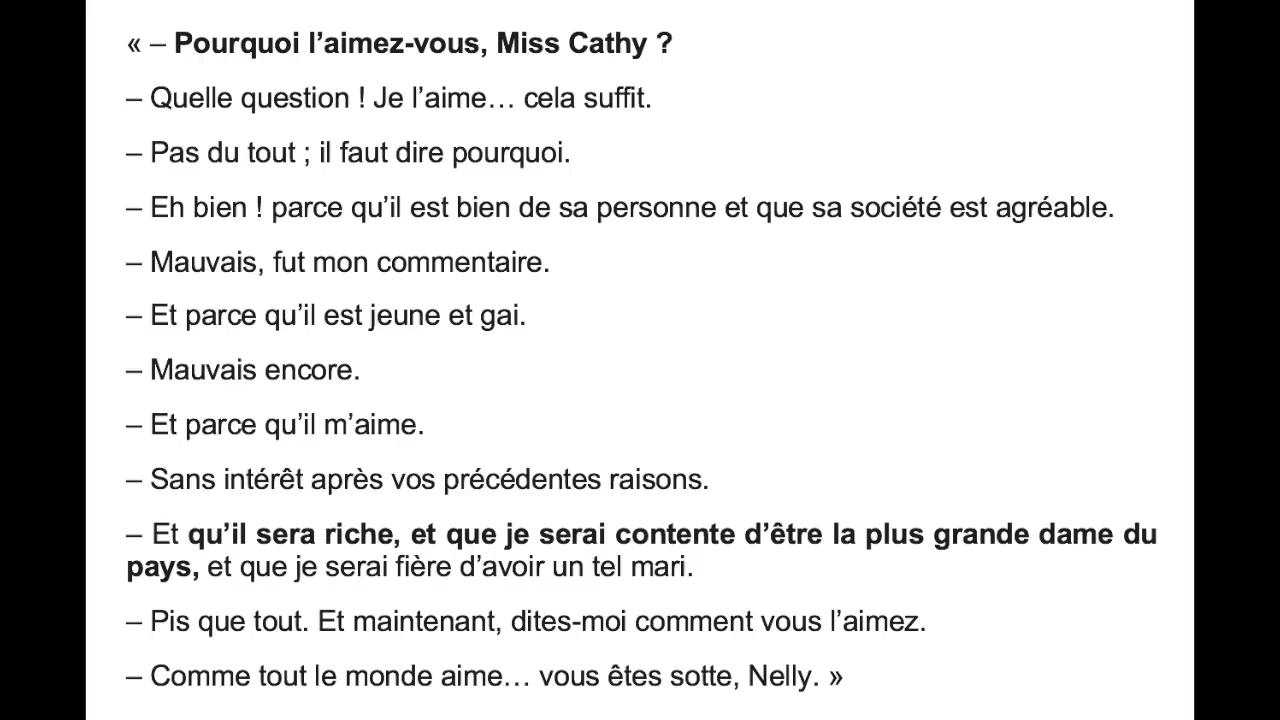 « – Pourquoi l’aimez-vous, Miss Cathy ?
– Quelle question ! Je l’aime… cela suffit.
– Pas du tout ; il faut dire pourquoi.
– Eh bien ! parce qu’il est bien de sa personne et que sa société est agréable.
– Mauvais, fut mon commentaire.
– Et parce qu’il est jeune et gai.
– Mauvais encore.
– Et parce qu’il m’aime.
– Sans intérêt après vos précédentes raisons.
– Et qu’il sera riche, et que je serai contente d’être la plus grande dame du
pays, et que je serai fière d’avoir un tel mari.
– Pis que tout. Et maintenant, dites-moi comment vous l’aimez.
– Comme tout le monde aime… vous êtes sotte, Nelly. »